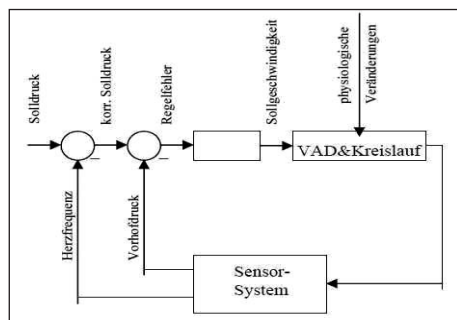 Solldruck
korr. Solldruck
Regelfehler
Sollgeschwindigkeit
physiologische
Veränderungen
VAD&Kreislauf
Herzfrequenz
Vorhofdruck
Sensor-
System